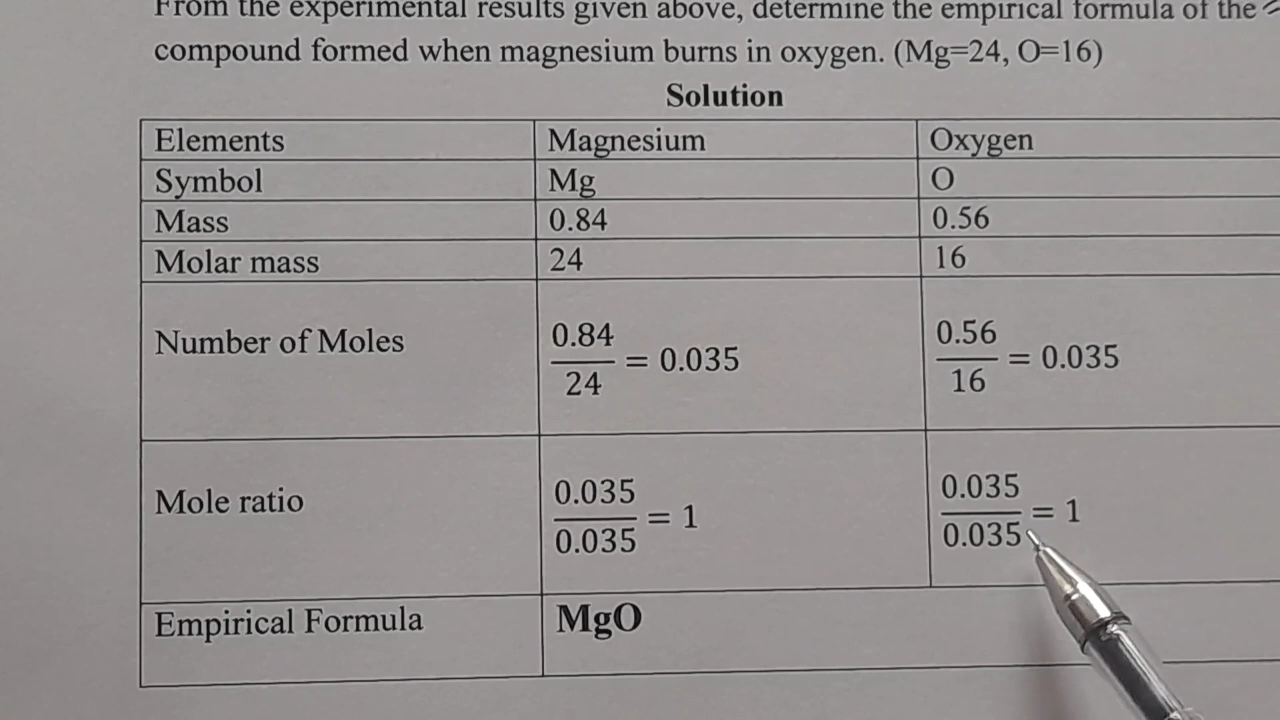 From the experimental results given above, determine the empirical formula of the
compound formed when magnesium burns in oxygen. (Mg=24, O=16)
Solution
Elements Magnesium Oxygen
Symbol Mg O
Mass 0.84 0.56
Molar mass 24 16
Number of Moles 0.84/24 = 0.035 0.56/16 = 0.035
Mole ratio 0.035/0.035 = 1 0.035/0.035 = 1
Empirical Formula MgO